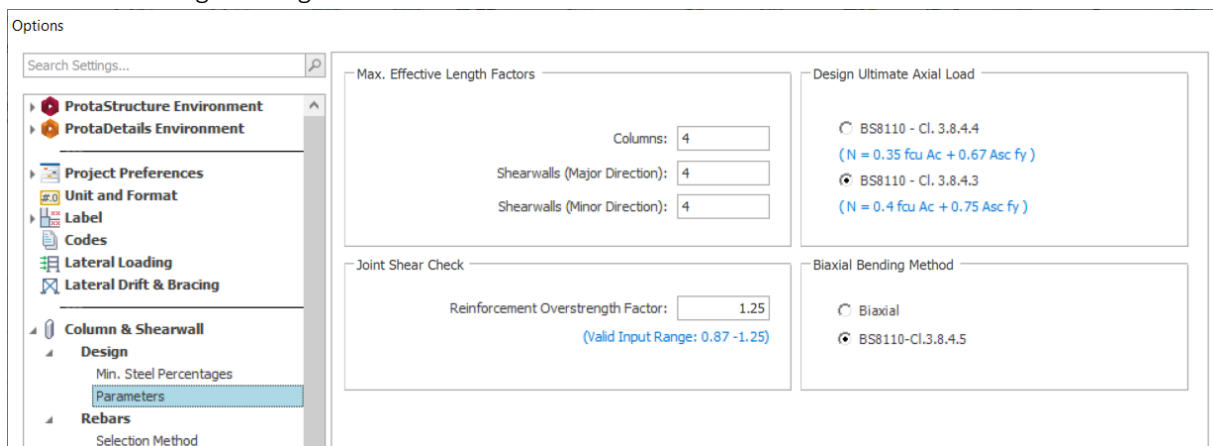 Options
Search Settings...
ProtaStructure Environment
ProtaDetails Environment
Project Preferences
Unit and Format
Label
Codes
Lateral Loading
Lateral Drift & Bracing
Column & Shearwall
Design
Min. Steel Percentages
Parameters
Rebars
Selection Method
Max. Effective Length Factors
Columns: 4
Shearwalls (Major Direction): 4
Shearwalls (Minor Direction): 4
Design Ultimate Axial Load
BS8110 - Cl. 3.8.4.4
( N = 0.35 fcu Ac + 0.67 Asc fy )
BS8110 - Cl. 3.8.4.3
( N = 0.4 fcu Ac + 0.75 Asc fy )
Joint Shear Check
Reinforcement Overstrength Factor: 1.25
(Valid Input Range: 0.87 -1.25)
Biaxial Bending Method
Biaxial
BS8110-Cl.3.8.4.5